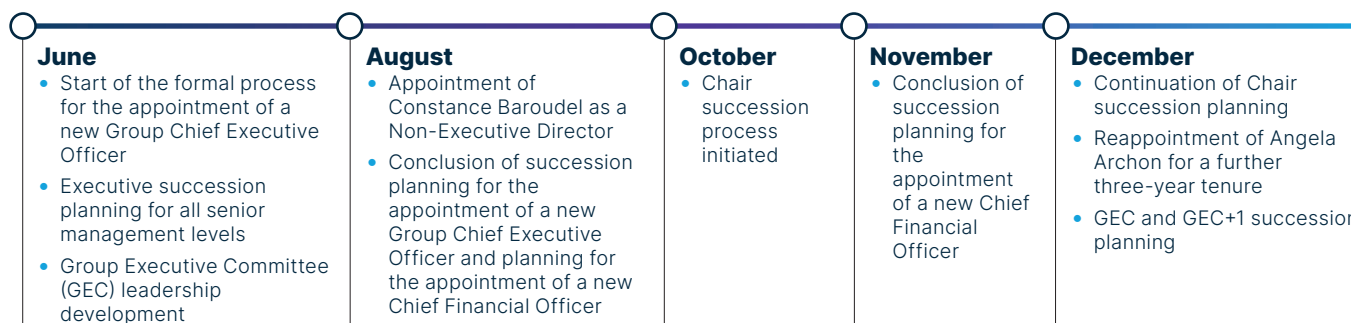 June
Start of the formal process
for the appointment of a
new Group Chief Executive
Officer
Executive succession
planning for all senior
management levels
Group Executive Committee
(GEC) leadership
development
August
Appointment of
Constance Baroudel as a
Non-Executive Director
Conclusion of succession
planning for the
appointment of a new
Group Chief Executive
Officer and planning for
the appointment of a new
Chief Financial Officer
October
Chair
succession
process
initiated
November
Conclusion of
succession
planning for
the
appointment
of a new Chief
Financial
Officer
December
Continuation of Chair
succession planning
Reappointment of Angela
Archon for a further
three-year tenure
GEC and GEC+1 succession
planning